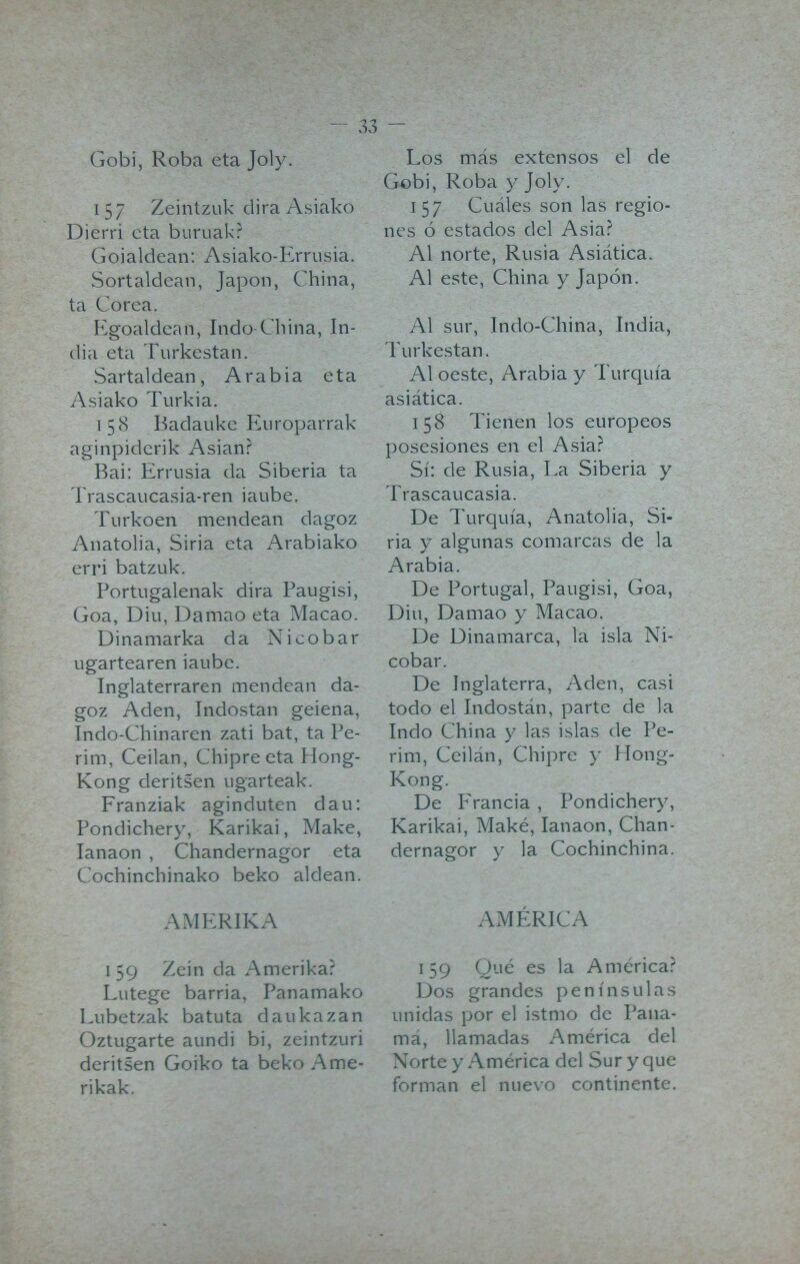 — 33 —
Gobi, Roba eta Joly.
157 Zeintzuk dira Asiako
Dierri eta buruak?
Goialdean: Asiako-Errusia.
Sortaldean, Japon, China,
ta Corea.
Egoaldean, Indo-China, In-
dia eta Turkestan.
Sartaldean, Arabia eta
Asiako Turkia.
158 Badauke Europarrak
aginpiderik Asian?
Bai: Errusia da Siberia ta
Trascaucasia-ren iaube.
Turkoen mendean dagoz
Anatolia, Siria eta Arabiako
erri batzuk.
Portugalenak dira Paugisi,
Goa, Diu, Damao eta Macao.
Dinamarka da Nicobar
ugartearen iaube.
Inglaterraren mendean da-
goz Aden, Indostan geiena,
Indo-Chinaren zati bat, ta Pe-
rim, Ceilan, Chipre eta Hong-
Kong deritsen ugarteak.
Franziak aginduten dau:
Pondichery, Karikai, Make,
Ianaon , Chandernagor eta
Cochinchinako beko aldean.
AMERIKA
159 Zein da Amerika?
Lutege barria, Panamako
Lubetzak batuta daukazan
Oztugarte aundi bi, zeintzuri
deritšen Goiko ta beko Ame-
rikak.
Los más extensos el de
Gobi, Roba y Joly.
157 Cuáles son las regio-
nes ó estados del Asia?
Al norte, Rusia Asiática.
Al este, China y Japón.
Al sur, Indo-China, India,
Turkestan.
Al oeste, Arabia y Turquía
asiática.
158 Tienen los europeos
posesiones en el Asia?
Sí: de Rusia, La Siberia y
Trascaucasia.
De Turquía, Anatolia, Si-
ria y algunas comarcas de la
Arabia.
De Portugal, Paugisi, Goa,
Diu, Damao y Macao.
De Dinamarca, la isla Ni-
cobar.
De Inglaterra, Aden, casi
todo el Indostán, parte de la
Indo China y las islas de Pe-
rim, Ceilán, Chipre y Hong-
Kong.
De Francia , Pondichery,
Karikai, Maké, Ianaon, Chan-
dernagor y la Cochinchina.
AMÉRICA
159 Qué es la América?
Dos grandes penínsulas
unidas por el istmo de Pana-
má, llamadas América del
Norte y América del Sur y que
forman el nuevo continente.